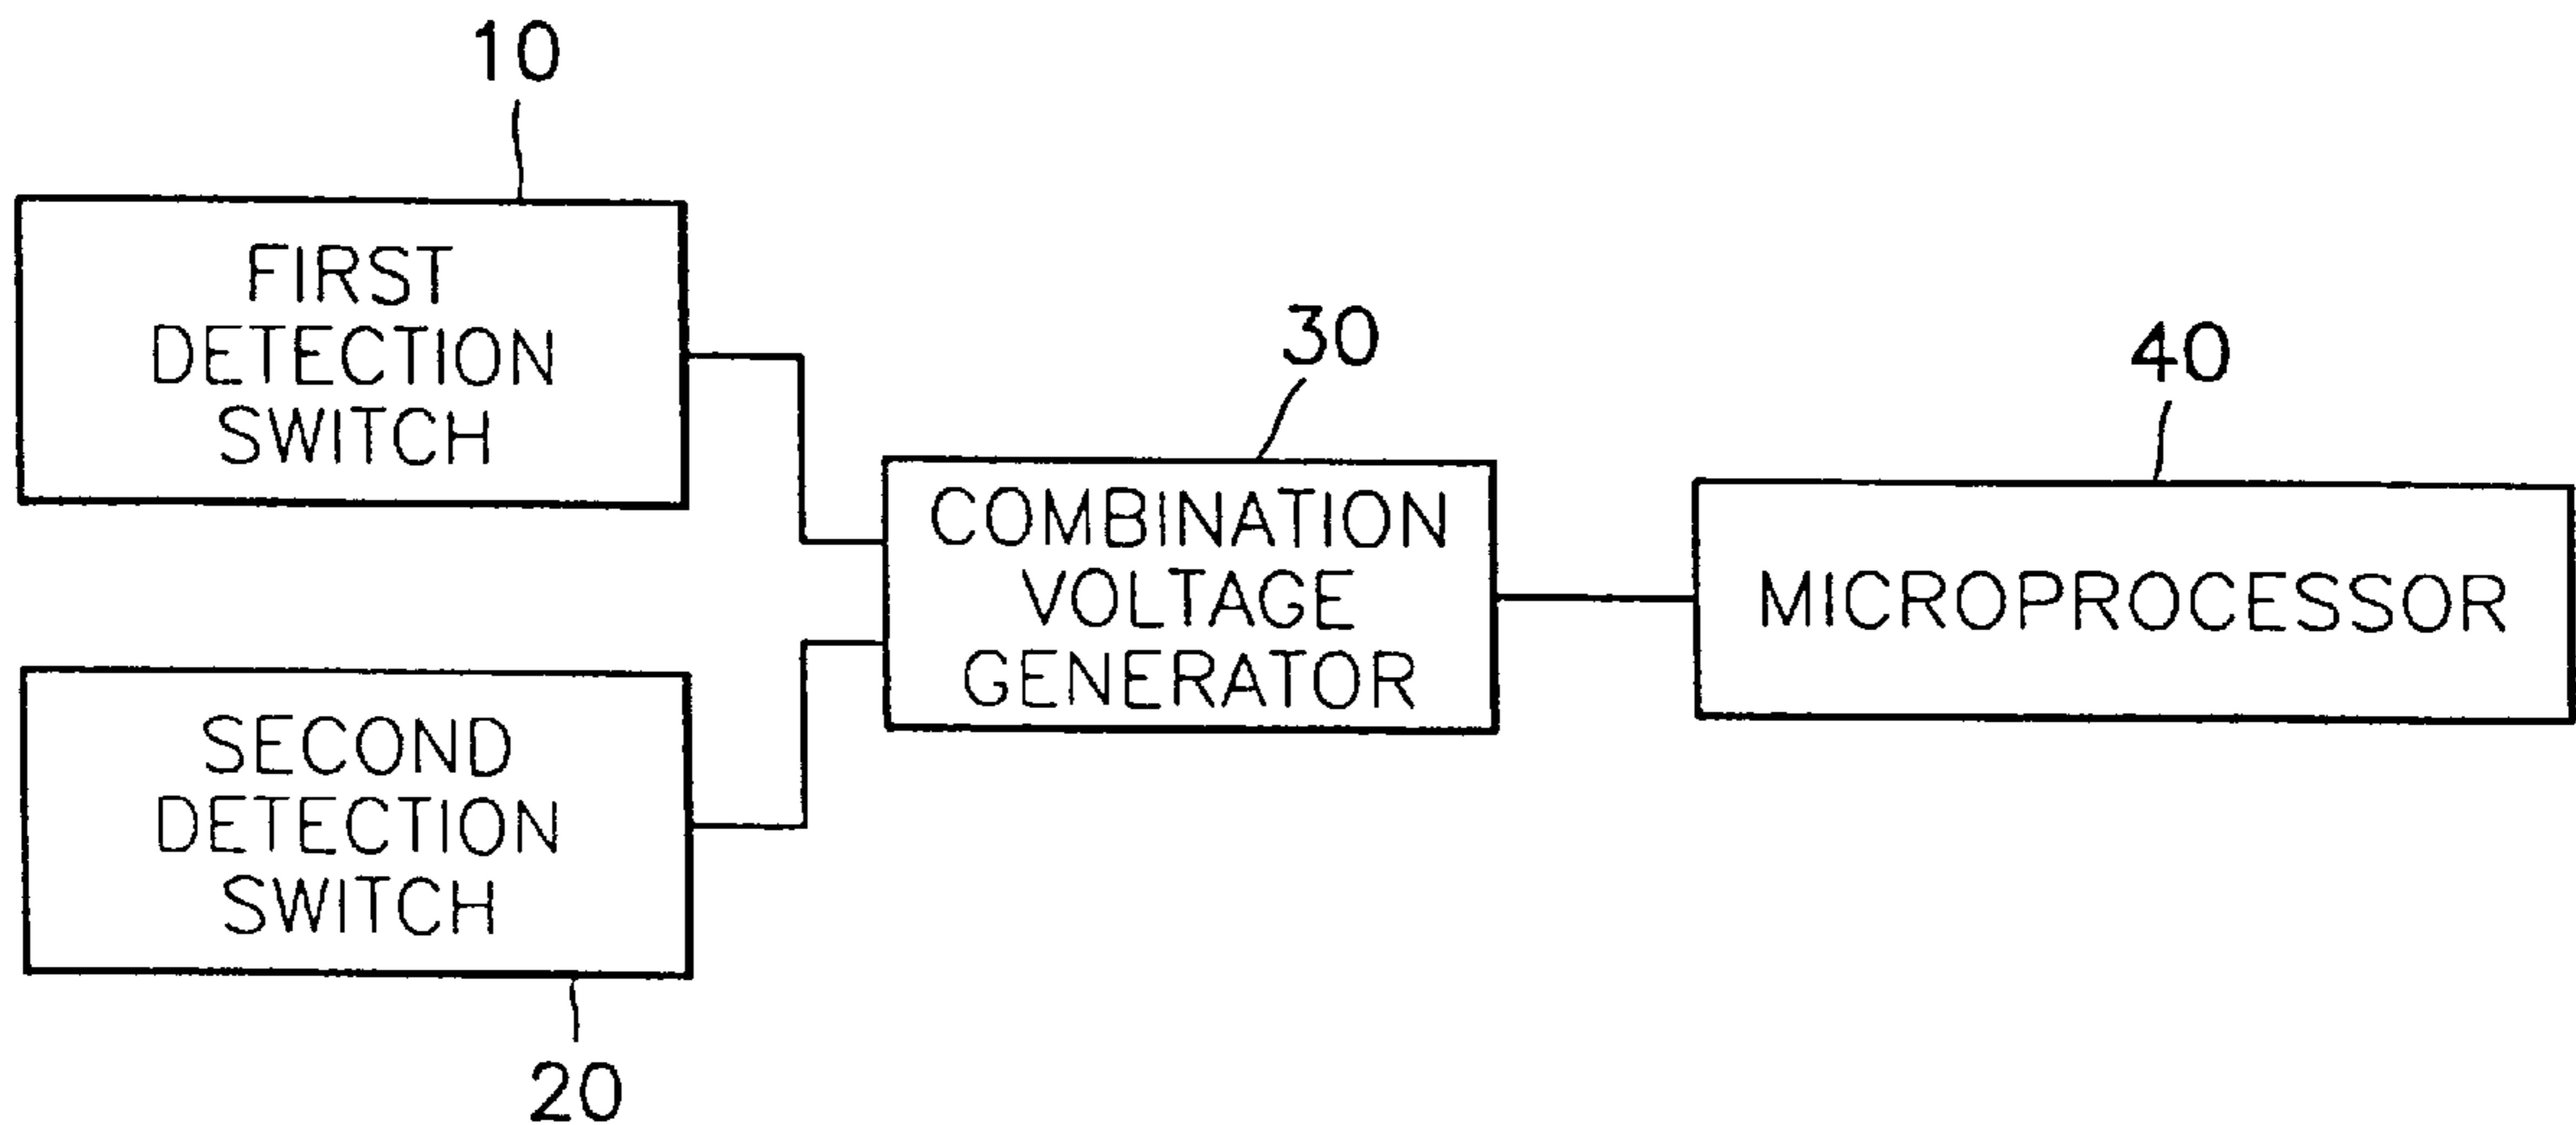 10
FIRST
DETECTION
SWITCH
30
COMBINATION
VOLTAGE
GENERATOR
40
MICROPROCESSOR
SECOND
DETECTION
SWITCH
20